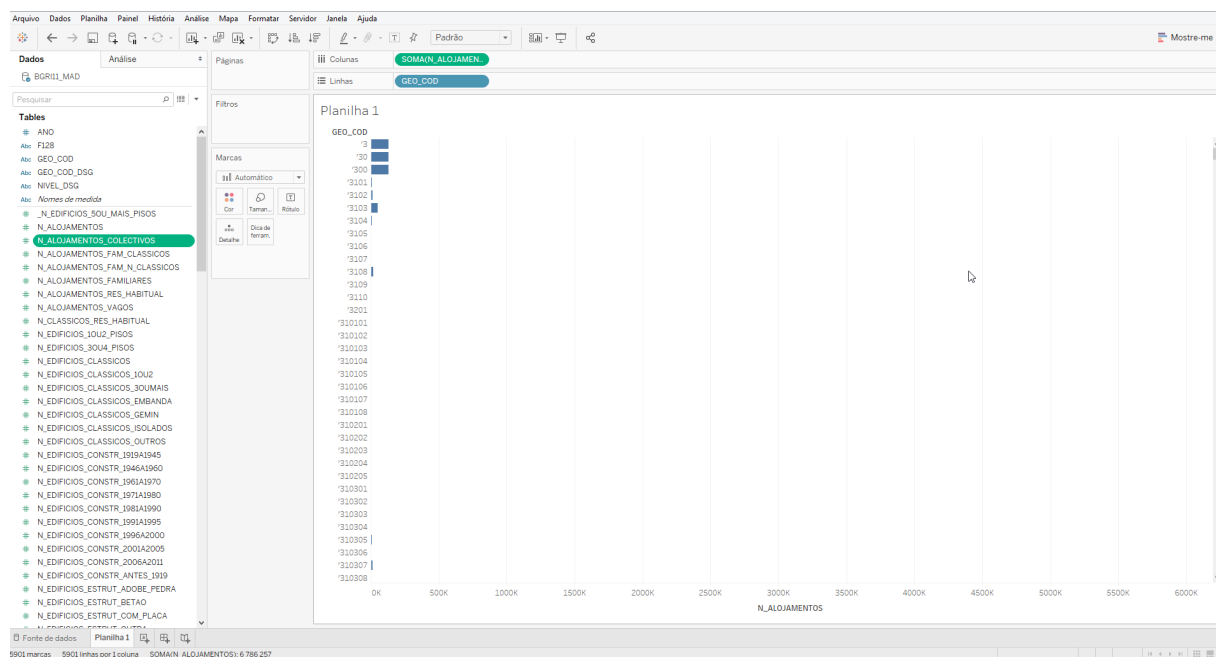 Arquivo Dados Planilha Painel História Análise Mapa Formatar Servidor Janela Ajuda
Padrão
Mostre-me
Dados Análise
BGRI11_MAD
Pesquisar
Tables
ANO
F128
GEO_COD
GEO_COD_DSG
NIVEL_DSG
Nomes de medida
_N_EDIFICIOS_5OU_MAIS_PISOS
N_ALOJAMENTOS
N_ALOJAMENTOS_COLECTIVOS
N_ALOJAMENTOS_FAM_CLASSICOS
N_ALOJAMENTOS_FAM_N_CLASSICOS
N_ALOJAMENTOS_FAMILIARES
N_ALOJAMENTOS_RES_HABITUAL
N_ALOJAMENTOS_VAGOS
N_CLASSICOS_RES_HABITUAL
N_EDIFICIOS_1OU2_PISOS
N_EDIFICIOS_3OU4_PISOS
N_EDIFICIOS_CLASSICOS
N_EDIFICIOS_CLASSICOS_1OU2
N_EDIFICIOS_CLASSICOS_3OUMAIS
N_EDIFICIOS_CLASSICOS_EMBANDA
N_EDIFICIOS_CLASSICOS_GEMIN
N_EDIFICIOS_CLASSICOS_ISOLADOS
N_EDIFICIOS_CLASSICOS_OUTROS
N_EDIFICIOS_CONSTR_1919A1945
N_EDIFICIOS_CONSTR_1946A1960
N_EDIFICIOS_CONSTR_1961A1970
N_EDIFICIOS_CONSTR_1971A1980
N_EDIFICIOS_CONSTR_1981A1990
N_EDIFICIOS_CONSTR_1991A1995
N_EDIFICIOS_CONSTR_1996A2000
N_EDIFICIOS_CONSTR_2001A2005
N_EDIFICIOS_CONSTR_2006A2011
N_EDIFICIOS_CONSTR_ANTES_1919
N_EDIFICIOS_ESTRUT_ADOBE_PEDRA
N_EDIFICIOS_ESTRUT_BETAO
N_EDIFICIOS_ESTRUT_COM_PLACA
Páginas
Filtros
Marcas
Automático
Cor Taman... Rótulo
Detalhe Dica de ferram.
Colunas SOMA(N_ALOJAMEN..
Linhas GEO_COD
Planilha 1
GEO_COD
'3
'30
'300
'3101
'3102
'3103
'3104
'3105
'3106
'3107
'3108
'3109
'3110
'3201
'310101
'310102
'310103
'310104
'310105
'310106
'310107
'310108
'310201
'310202
'310203
'310204
'310205
'310301
'310302
'310303
'310304
'310305
'310306
'310307
'310308
0K 500K 1000K 1500K 2000K 2500K 3000K 3500K 4000K 4500K 5000K 5500K 6000K
N_ALOJAMENTOS
Fonte de dados Planilha 1
5901 marcas 5901 linhas por 1 coluna SOMA(N_ALOJAMENTOS): 6 786 257